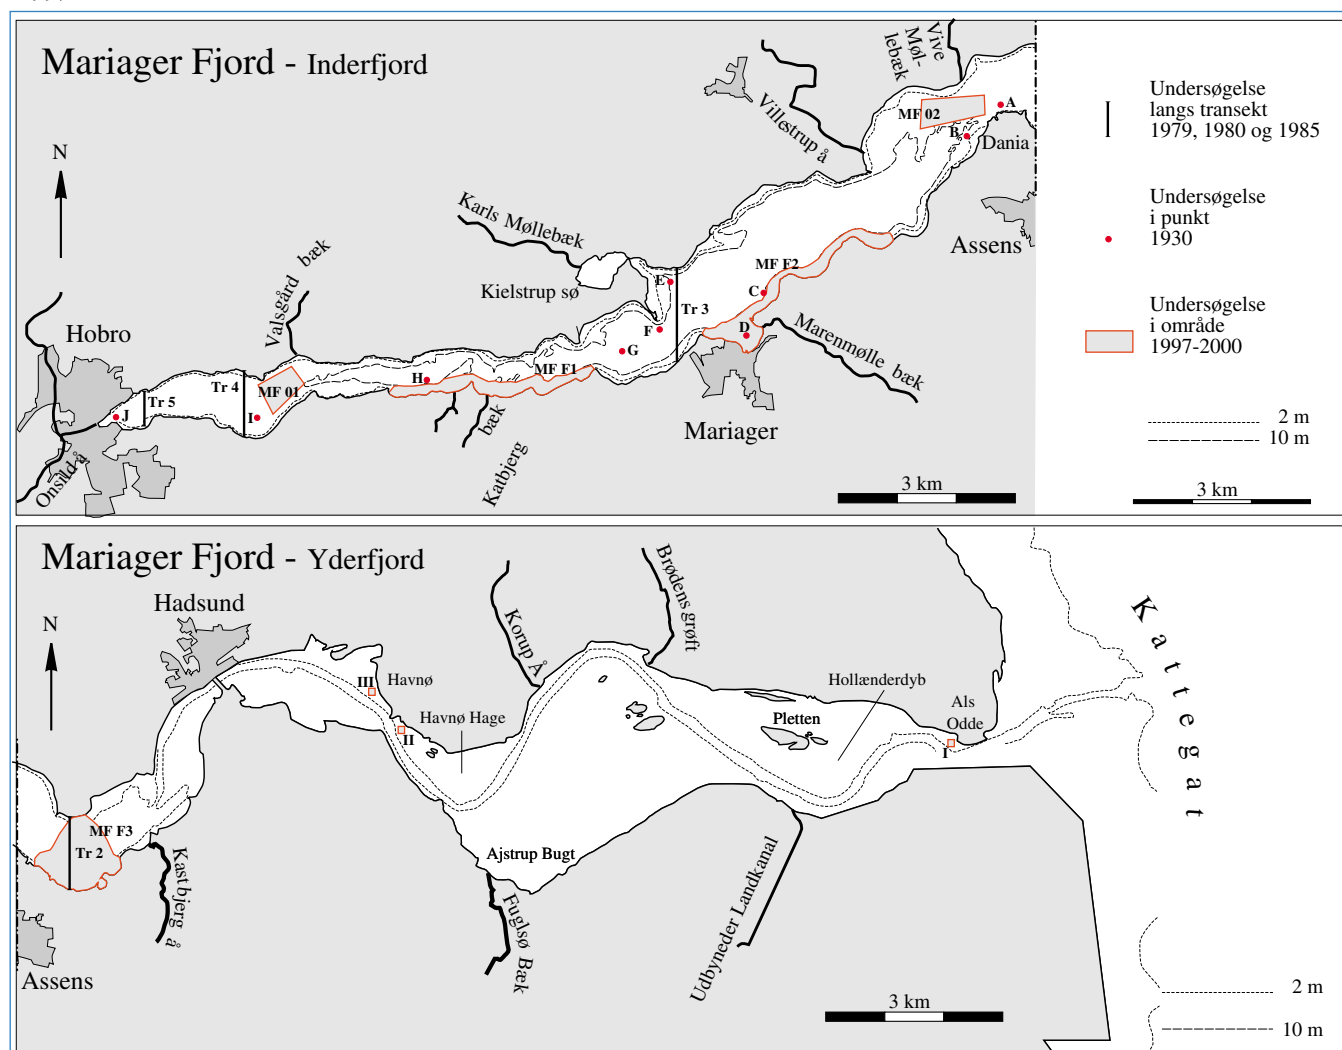 Mariager Fjord - Inderfjord
N
Hobro
Onsild å
J
Tr 5
Tr 4
I
MF 01
Valsgård bæk
H
MF F1
Katbjerg
bæk
Karls Møllebæk
Kielstrup sø
E
F
G
Tr 3
Mariager
D
C
MF F2
Marenmølle bæk
Villestrup å
Vive
Møl-
lebæk
MF 02
A
B
Dania
Assens
3 km
Undersøgelse
langs transekt
1979, 1980 og 1985
Undersøgelse
i punkt
1930
Undersøgelse
i område
1997-2000
2 m
10 m
3 km
Mariager Fjord - Yderfjord
N
Hadsund
MF F3
Tr 2
Assens
Kastbjerg å
III
Havnø
II
Havnø Hage
Korup Å
Brødens grøft
Ajstrup Bugt
Fuglsø Bæk
Pletten
Hollænderdyb
Als
Odde
I
Udbyneder Landkanal
Kattegat
3 km
2 m
10 m